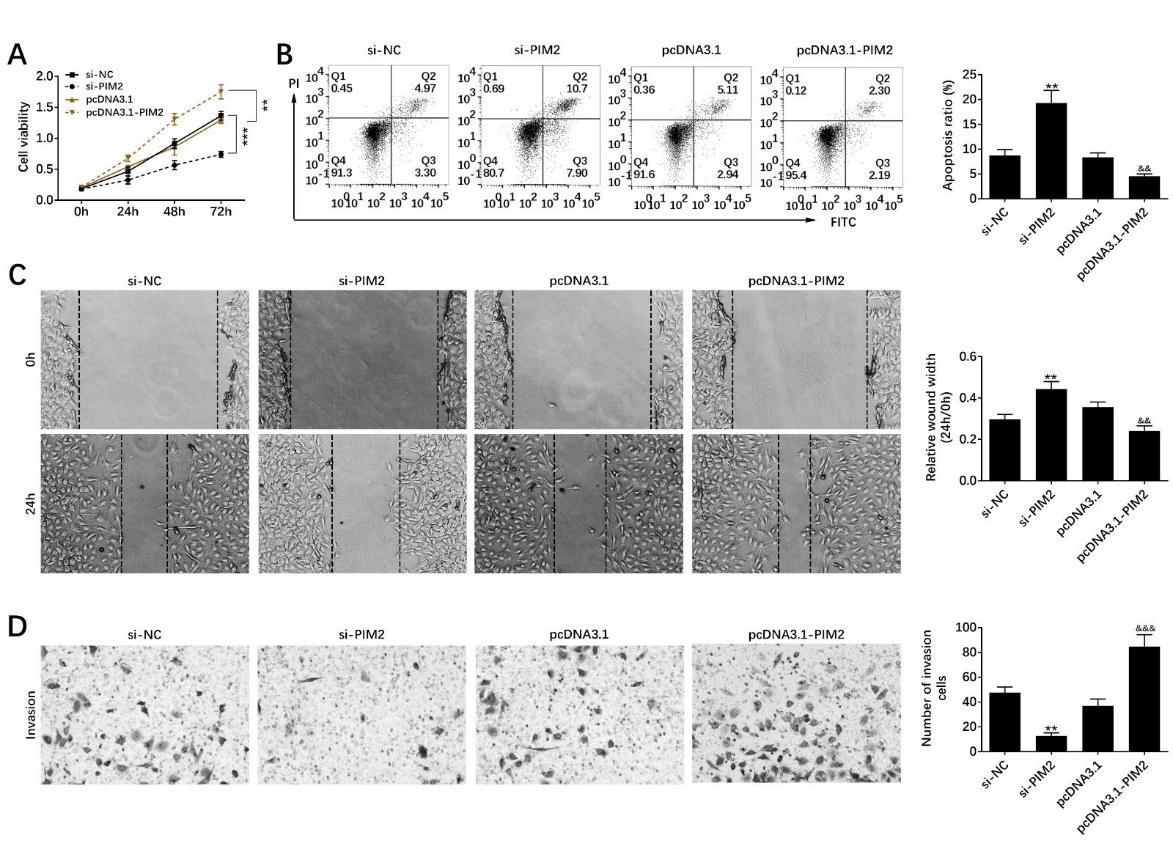 A
2.0
1.5
1.0
0.5
0.0
Cell viability
si-NC
si-PIM2
pcDNA3.1
pcDNA3.1-PIM2
**
***
0h 24h 48h 72h
B
si-NC si-PIM2 pcDNA3.1 pcDNA3.1-PIM2
PI
Q1 Q2
0.45 4.97
Q4 Q3
91.3 3.30
Q1 Q2
0.69 10.7
Q4 Q3
80.7 7.90
Q1 Q2
0.36 5.11
Q4 Q3
91.6 2.94
Q1 Q2
0.12 2.30
Q4 Q3
95.4 2.19
FITC
Apoptosis ratio (%)
25
20
15
10
5
0
**
&&
si-NC
si-PIM2
pcDNA3.1
pcDNA3.1-PIM2
C
si-NC si-PIM2 pcDNA3.1 pcDNA3.1-PIM2
0h
24h
Relative wound width
(24h/0h)
0.6
0.4
0.2
0.0
**
&&
si-NC
si-PIM2
pcDNA3.1
pcDNA3.1-PIM2
D
si-NC si-PIM2 pcDNA3.1 pcDNA3.1-PIM2
Invasion
Number of invasion
cells
100
80
60
40
20
0
**
&&&
si-NC
si-PIM2
pcDNA3.1
pcDNA3.1-PIM2